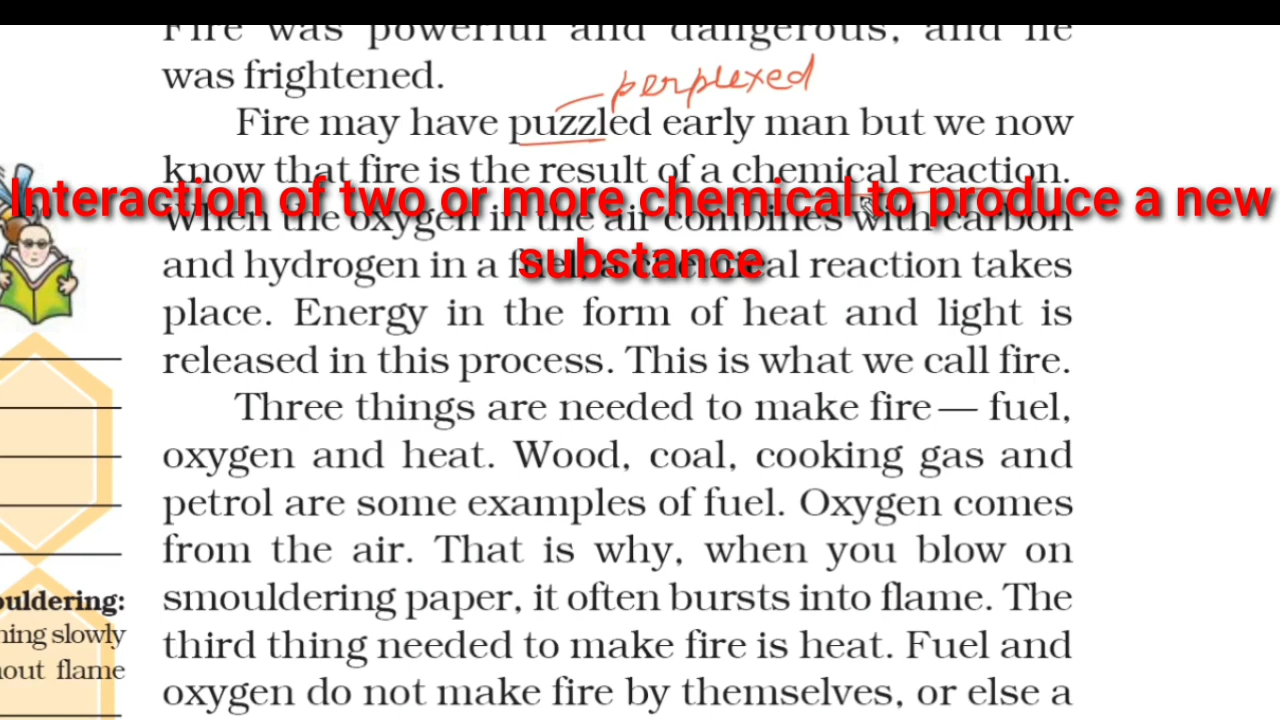 Fire was powerful and dangerous, and he
was frightened.
perplexed
Fire may have puzzled early man but we now
know that fire is the result of a chemical reaction.
Interaction of two or more chemical to produce a new
substance
When the oxygen in the air combines with carbon
and hydrogen in a fuel, a chemical reaction takes
place. Energy in the form of heat and light is
released in this process. This is what we call fire.
Three things are needed to make fire — fuel,
oxygen and heat. Wood, coal, cooking gas and
petrol are some examples of fuel. Oxygen comes
from the air. That is why, when you blow on
smouldering paper, it often bursts into flame. The
third thing needed to make fire is heat. Fuel and
oxygen do not make fire by themselves, or else a
ouldering:
ning slowly
out flame